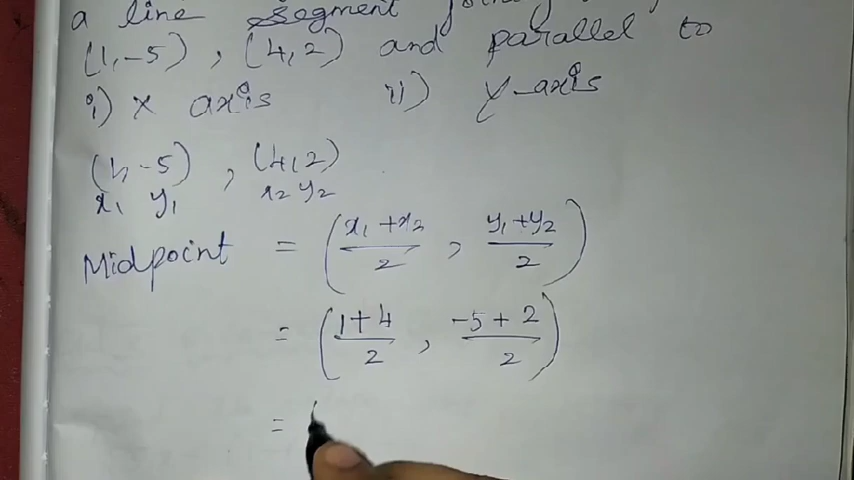 a line segment
(1,-5) , (4,2) and parallel to
i) x axis ii) y-axis
(1,-5) , (4,2)
x₁ y₁ x₂ y₂
Midpoint = (x₁+x₂/2 , y₁+y₂/2)
= (1+4/2 , -5+2/2)
= (